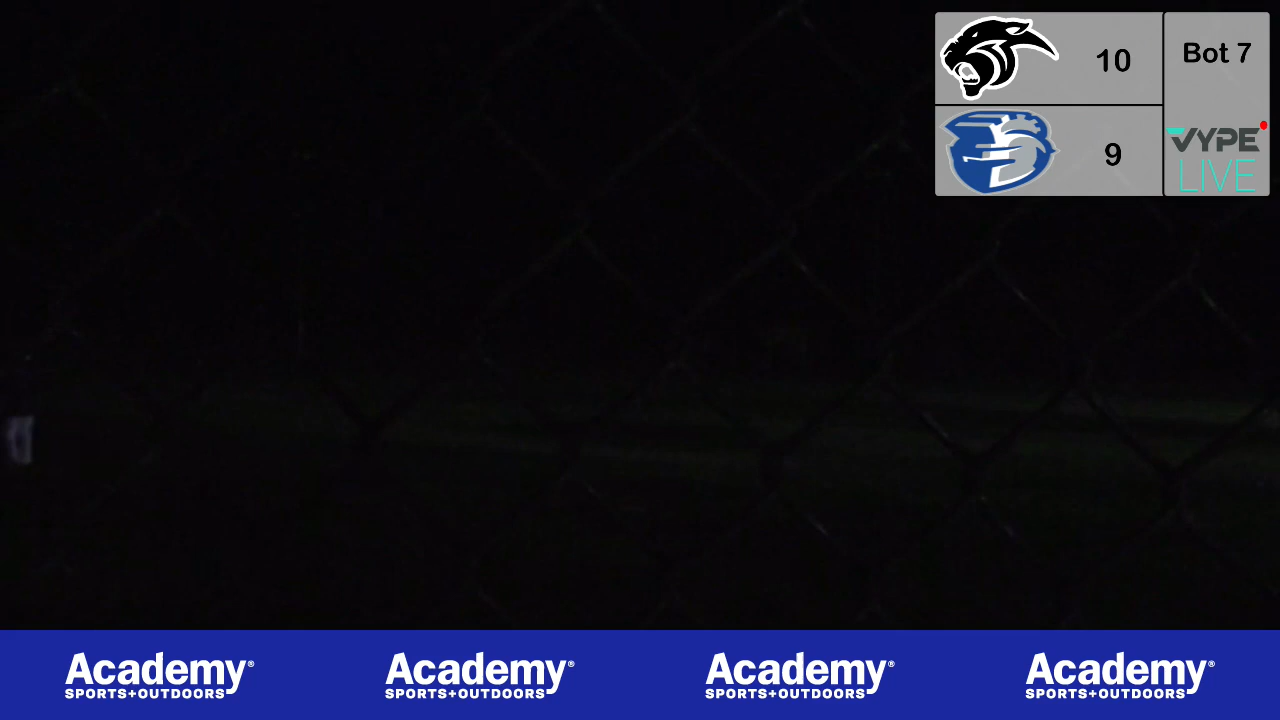 10
Bot 7
9
VYPE
LIVE
Academy® Academy® Academy® Academy®
SPORTS+OUTDOORS SPORTS+OUTDOORS SPORTS+OUTDOORS SPORTS+OUTDOORS